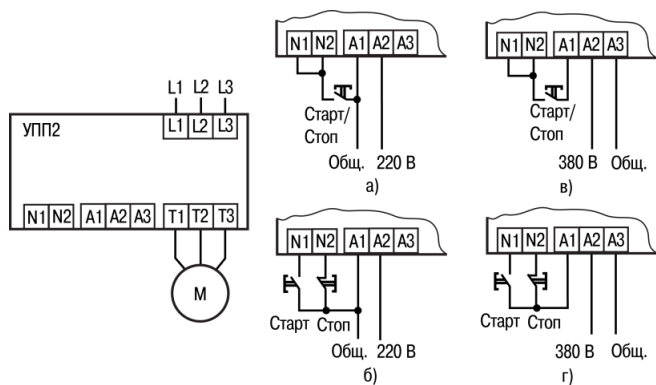 УПП2
L1 L2 L3
L1 L2 L3
N1 N2 A1 A2 A3 T1 T2 T3
M
N1 N2 A1 A2 A3
Старт/
Стоп
Общ. 220 В
а)
N1 N2 A1 A2 A3
Старт/
Стоп
380 В Общ.
в)
N1 N2 A1 A2 A3
Старт Стоп
Общ. 220 В
б)
N1 N2 A1 A2 A3
Старт Стоп
380 В Общ.
г)